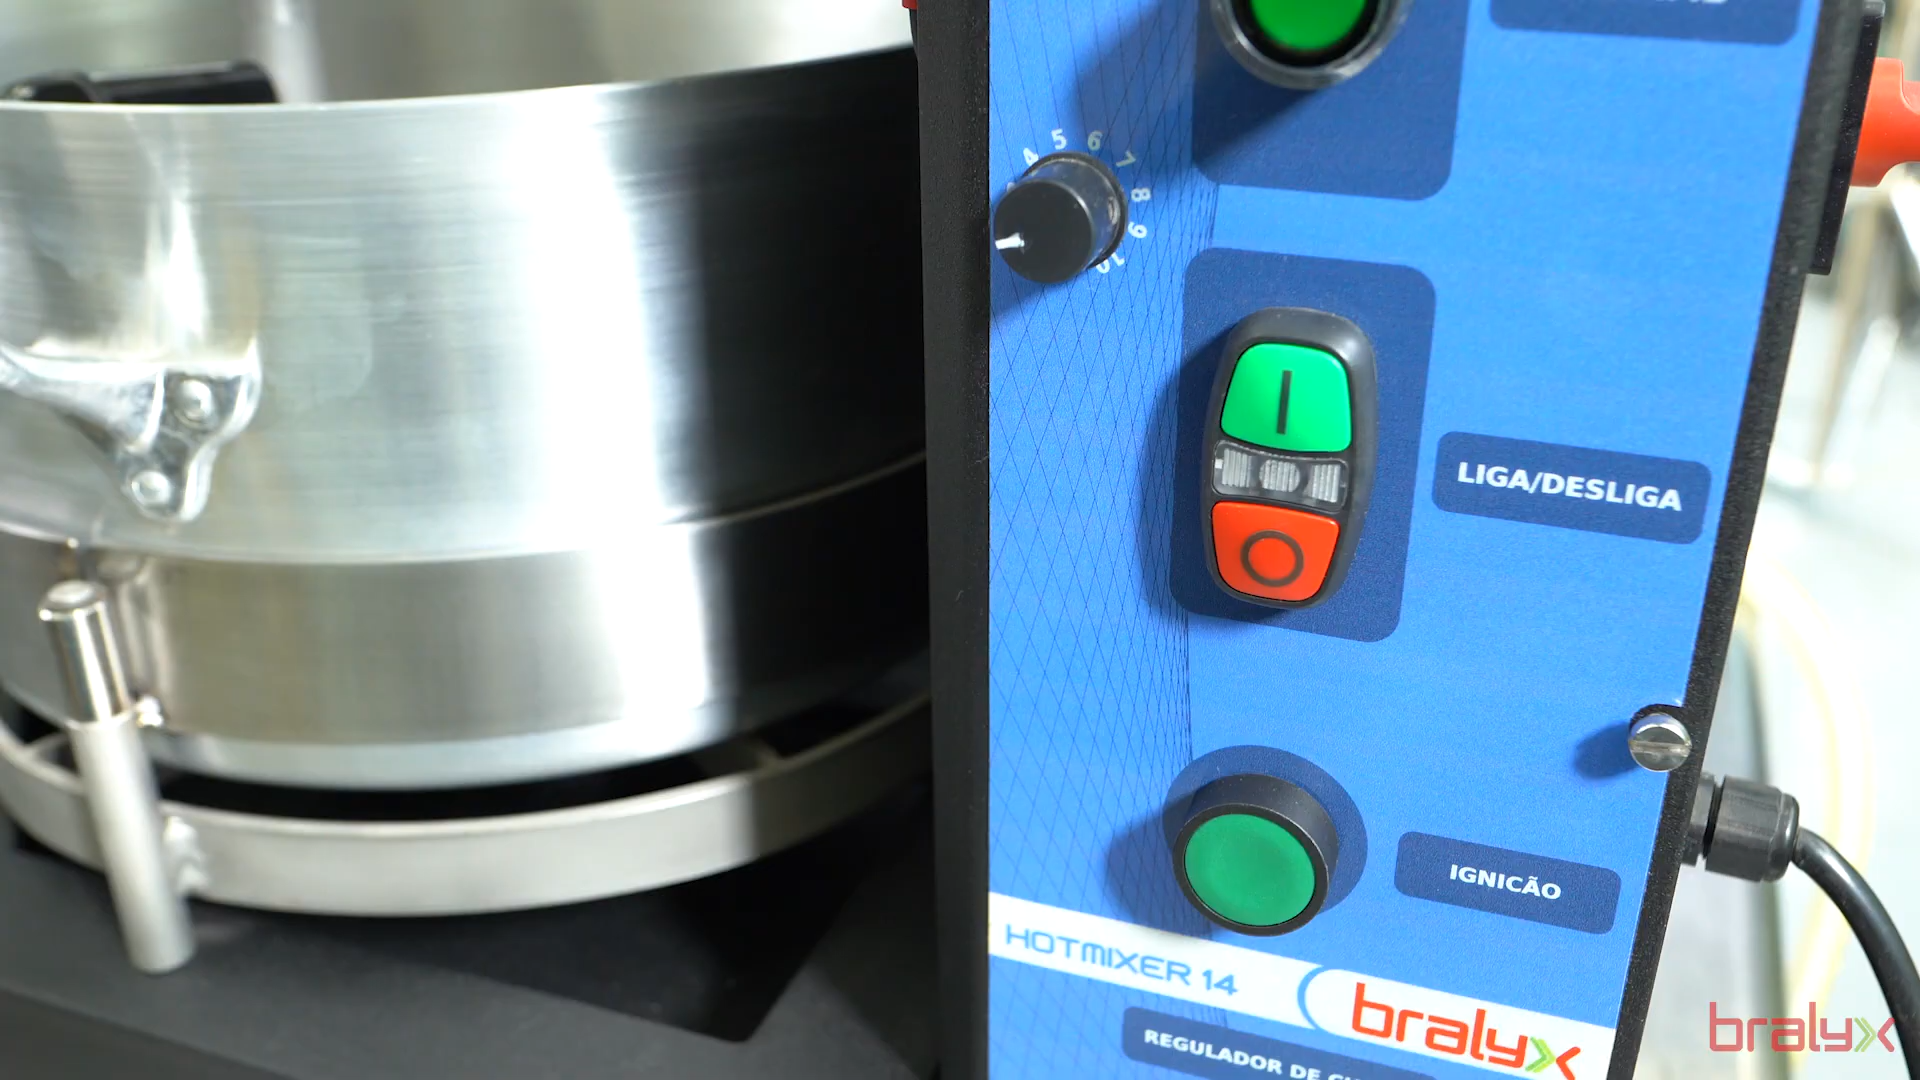 4 5 6 7 8 9 10
I
LIGA/DESLIGA
O
IGNICÃO
HOTMIXER 14
bralyx
REGULADOR DE
bralyx